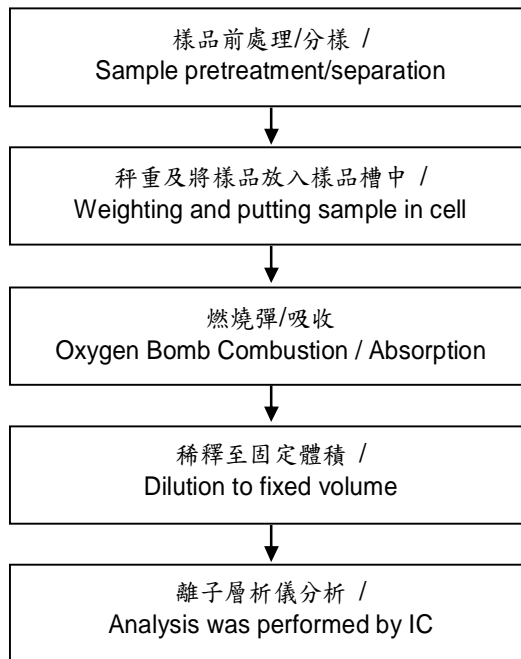 樣品前處理/分樣 /
Sample pretreatment/separation
秤重及將樣品放入樣品槽中 /
Weighting and putting sample in cell
燃燒彈/吸收
Oxygen Bomb Combustion / Absorption
稀釋至固定體積 /
Dilution to fixed volume
離子層析儀分析 /
Analysis was performed by IC